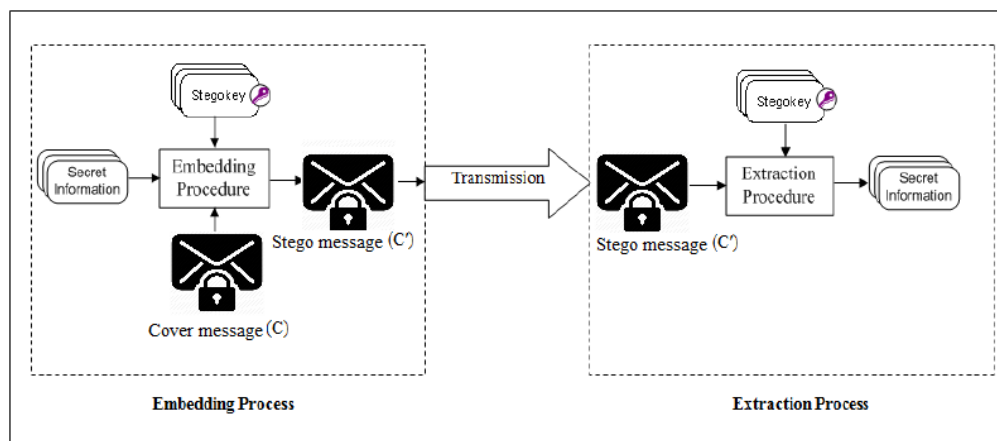 Stegokey
Secret
Information
Embedding
Procedure
Stego message (C')
Cover message (C)
Embedding Process
Transmission
Stegokey
Stego message (C')
Extraction
Procedure
Secret
Information
Extraction Process